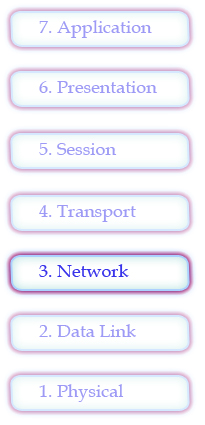 7. Application
6. Presentation
5. Session
4. Transport
3. Network
2. Data Link
1. Physical